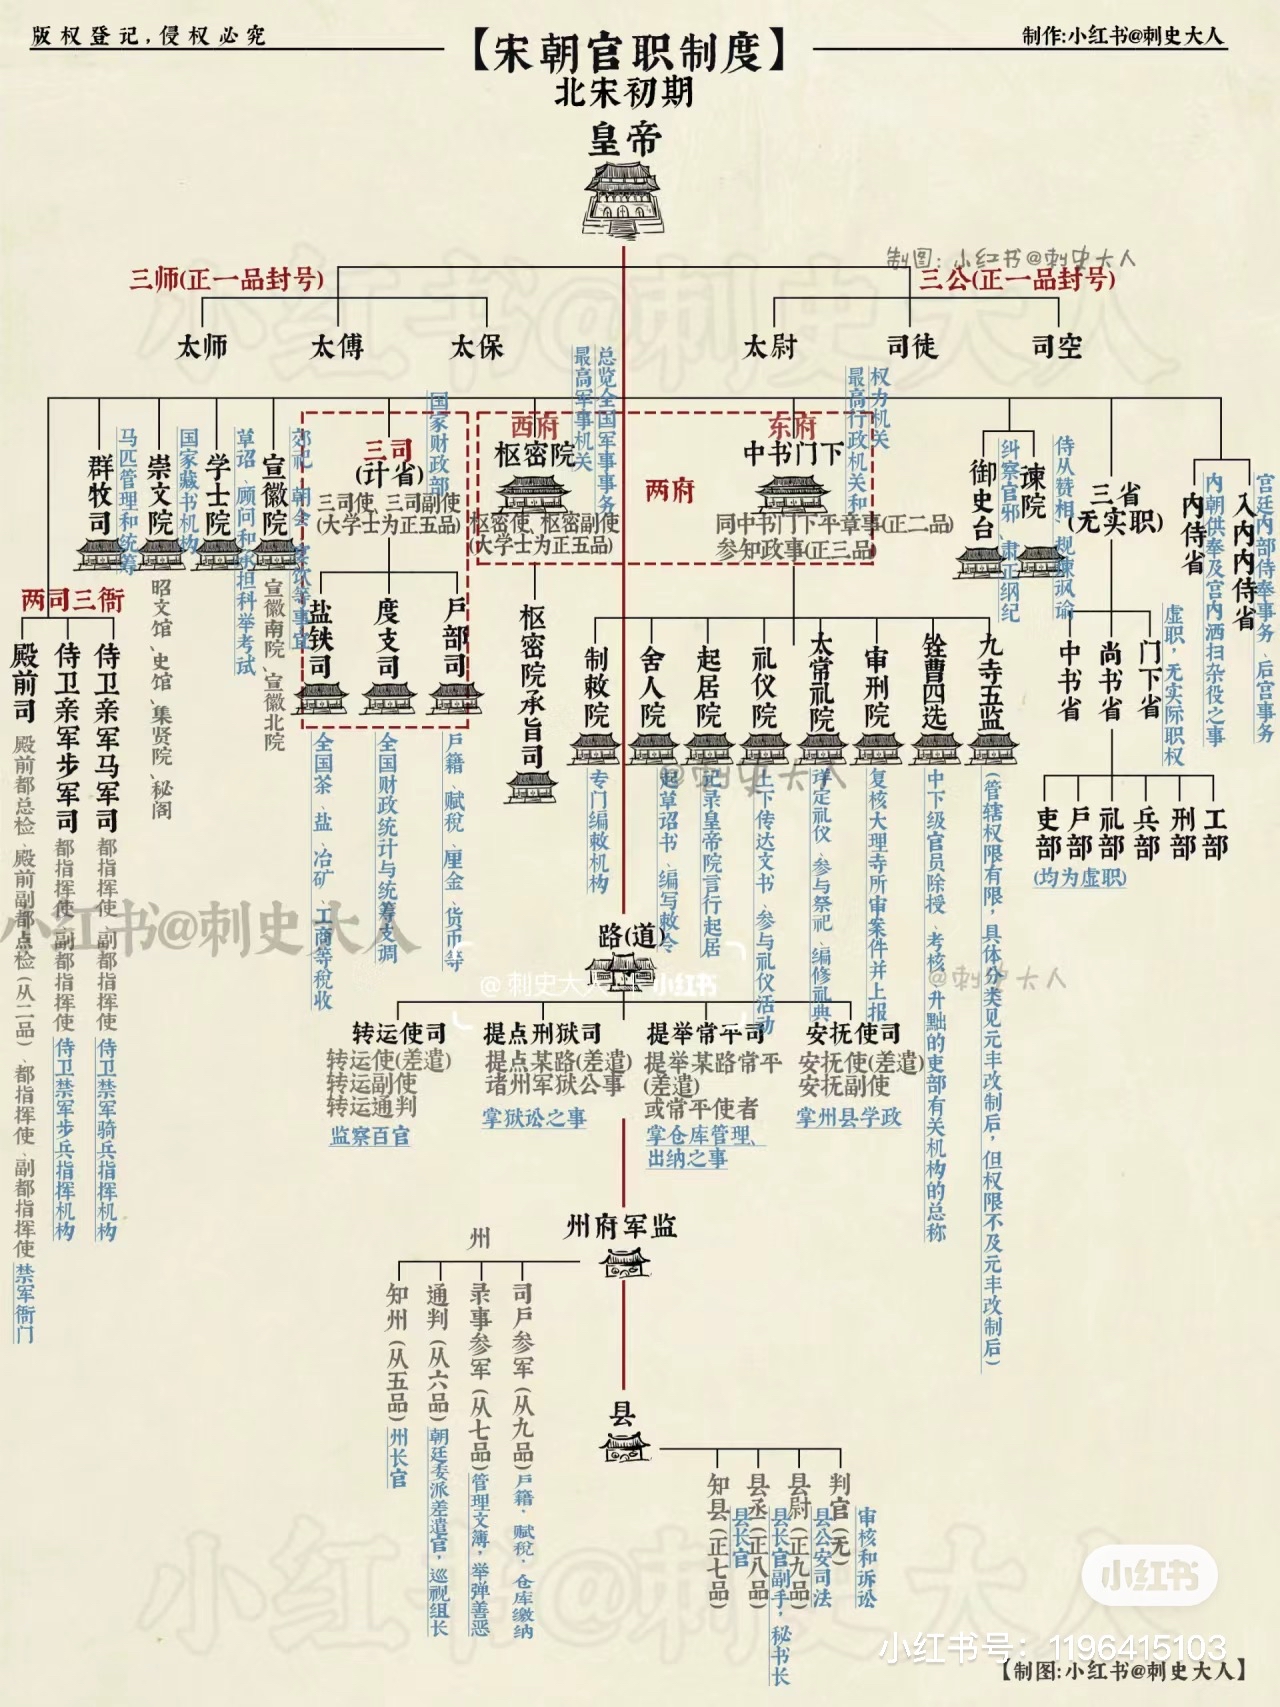 版权登记,侵权必究
【宋朝官职制度】
制作:小红书@刺史大人
北宋初期
皇帝
制图:小红书@刺史大人
三师(正一品封号)
三公(正一品封号)
太师
太傅
太保
太尉
司徒
司空
群牧司
马匹管理和统筹
崇文院
国家藏书机构
昭文馆、史馆、集贤院、秘阁
学士院
草诏、顾问和承担科举考试
宣徽院
郊祀、朝会、宴饮等事宜
宣徽南院、宣徽北院
三司
(计省)
国家财政部
三司使、三司副使
(大学士为正五品)
西府
枢密院
最高军事机关
总览全国军事事务
枢密使、枢密副使
(大学士为正五品)
两府
东府
中书门下
最高行政机关和
权力机关
同中书门下平章事(正二品)
参知政事(正三品)
御史台
纠察官邪、肃正纲纪
谏院
侍从赞相、规谏讽谕
三省
(无实职)
内侍省
内朝供奉及宫内洒扫杂役之事
入内内侍省
宫廷内部侍奉事务、后宫事务
两司三衙
殿前司
殿前都总检、殿前副都点检(从二品)、都指挥使、副都指挥使
禁军衙门
侍卫亲军步军司
都指挥使、副都指挥使
侍卫禁军步兵指挥机构
侍卫亲军马军司
都指挥使、副都指挥使
侍卫禁军骑兵指挥机构
盐铁司
全国茶、盐、冶矿、工商等税收
度支司
全国财政统计与统筹支调
户部司
户籍、赋税、厘金、货币等
枢密院承旨司
制敕院
专门编敕机构
舍人院
起草诏书、编写敕令
起居院
记录皇帝院言行起居
礼仪院
上下传达文书、参与礼仪活动
太常礼院
详定礼仪、参与祭祀、编修礼典
审刑院
复核大理寺所审案件并上报
铨曹四选
中下级官员除授、考核、升黜的吏部有关机构的总称
九寺五监
(管辖权限有限,具体分类见元丰改制后,但权限不及元丰改制后)
中书省
尚书省
门下省
虚职,无实际职权
吏部
户部
礼部
兵部
刑部
工部
(均为虚职)
路(道)
转运使司
转运使(差遣)
转运副使
转运通判
监察百官
提点刑狱司
提点某路(差遣)
诸州军狱公事
掌狱讼之事
提举常平司
提举某路常平
(差遣)
或常平使者
掌仓库管理、
出纳之事
安抚使司
安抚使(差遣)
安抚副使
掌州县学政
州府军监
州
知州(从五品)
州长官
通判(从六品)
朝廷委派差遣官,巡视组长
录事参军(从七品)
管理文簿,举弹善恶
司户参军(从九品)
户籍、赋税、仓库缴纳
县
知县(正七品)
县长官
县丞(正八品)
县长官副手,秘书长
县尉(正九品)
县公安司法
判官(无)
审核和诉讼
小红书@刺史大人
小红书@刺史大人
@刺史大人
@刺史大人
@刺史大人
小红书
小红书@刺史大人
小红书
小红书号:1196415103
【制图:小红书@刺史大人】